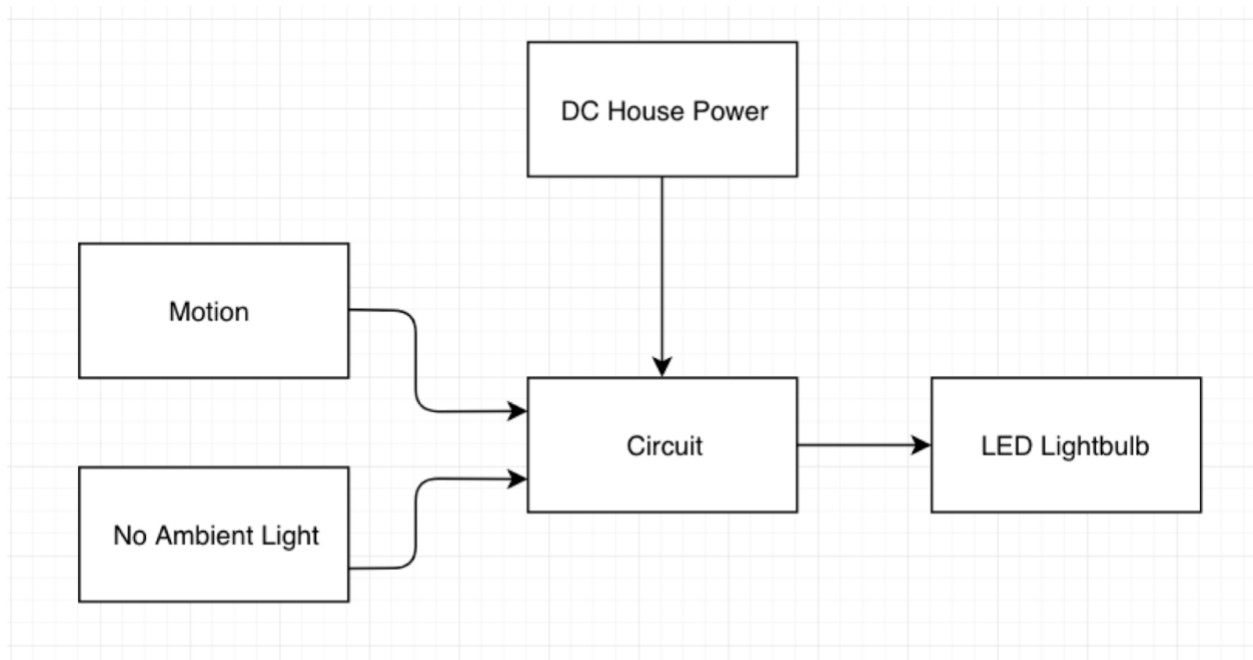 DC House Power
Motion
Circuit
LED Lightbulb
No Ambient Light